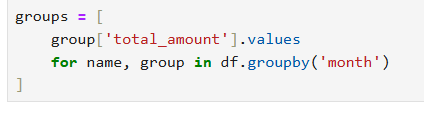 groups = [
    group['total_amount'].values
    for name, group in df.groupby('month')
]